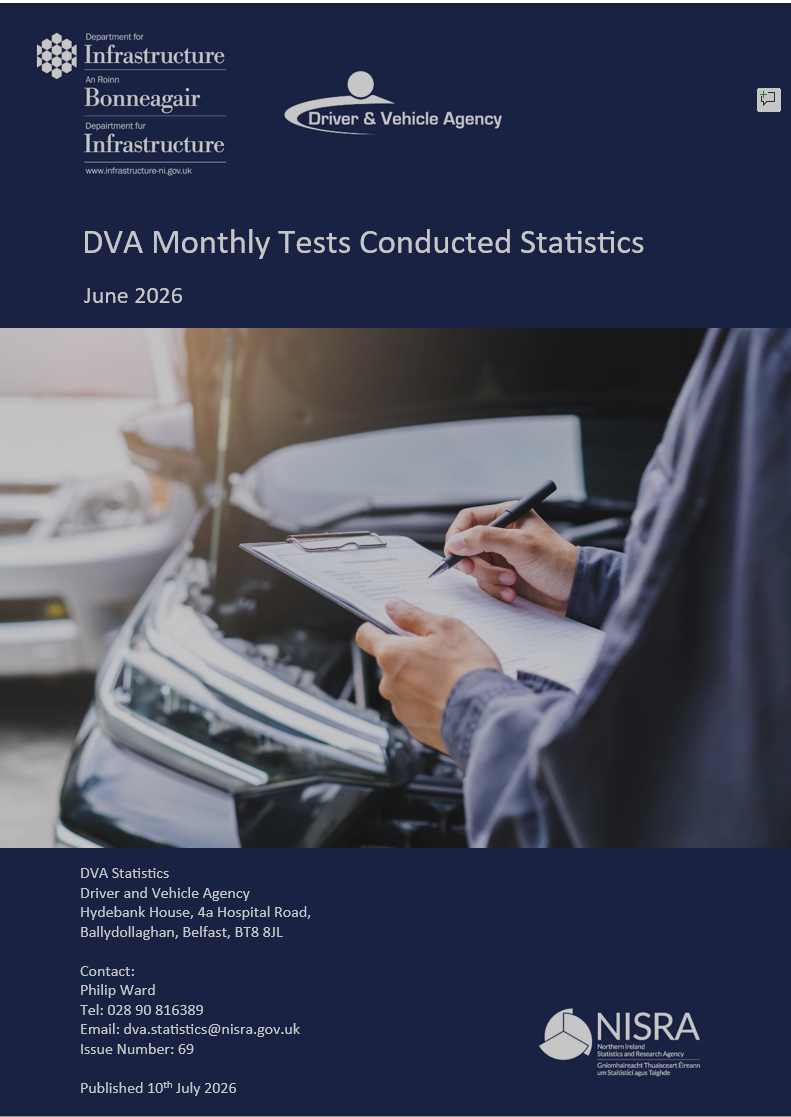 Department for
Infrastructure
An Roinn
Bonneagair
Depairtment fur
Infrastructure
www.infrastructure-ni.gov.uk
Driver & Vehicle Agency
DVA Monthly Tests Conducted Statistics
June 2026
DVA Statistics
Driver and Vehicle Agency
Hydebank House, 4a Hospital Road,
Ballydollaghan, Belfast, BT8 8JL
Contact:
Philip Ward
Tel: 028 90 816389
Email: dva.statistics@nisra.gov.uk
Issue Number: 69
Published 10th July 2026
NISRA
Northern Ireland
Statistics and Research Agency
Gníomhaireacht Thuaisceart Éireann
um Staitisticí agus Taighde